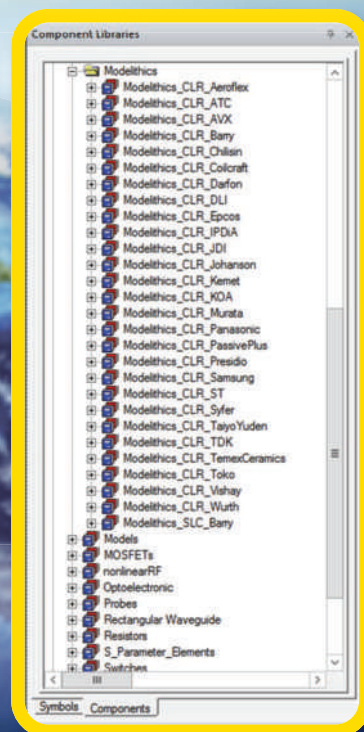 Component Libraries
Modelithics
Modelithics_CLR_Aeroflex
Modelithics_CLR_ATC
Modelithics_CLR_AVX
Modelithics_CLR_Barry
Modelithics_CLR_Chilisin
Modelithics_CLR_Coilcraft
Modelithics_CLR_Darfon
Modelithics_CLR_DLI
Modelithics_CLR_Epcos
Modelithics_CLR_IPDiA
Modelithics_CLR_JDI
Modelithics_CLR_Johanson
Modelithics_CLR_Kemet
Modelithics_CLR_KOA
Modelithics_CLR_Murata
Modelithics_CLR_Panasonic
Modelithics_CLR_PassivePlus
Modelithics_CLR_Presidio
Modelithics_CLR_Samsung
Modelithics_CLR_ST
Modelithics_CLR_Syfer
Modelithics_CLR_TaiyoYuden
Modelithics_CLR_TDK
Modelithics_CLR_TemexCeramics
Modelithics_CLR_Toko
Modelithics_CLR_Vishay
Modelithics_CLR_Wurth
Modelithics_SLC_Barry
Models
MOSFETs
nonlinearRF
Optoelectronic
Probes
Rectangular Waveguide
Resistors
S_Parameter_Elements
Switches
Symbols Components